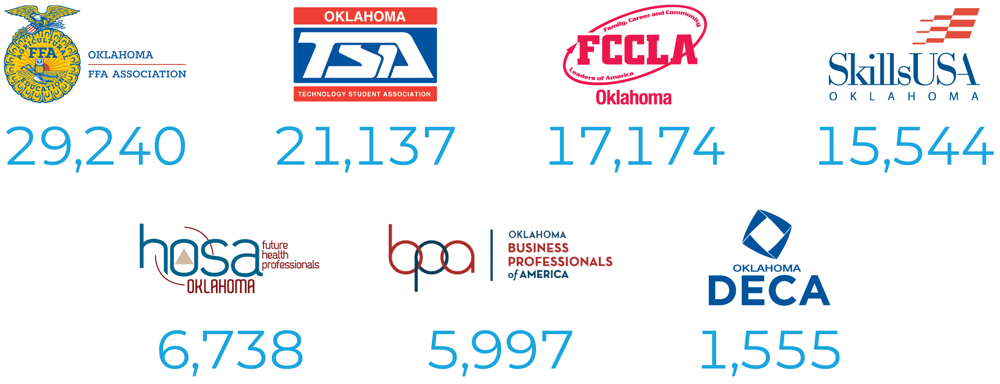 AGRICULTURAL
FFA
EDUCATION
OKLAHOMA
FFA ASSOCIATION
29,240
OKLAHOMA
TSA
TECHNOLOGY STUDENT ASSOCIATION
21,137
Family, Career and Community
FCCLA
Leaders of America
Oklahoma
17,174
SkillsUSA
OKLAHOMA
15,544
hosa
future
health
professionals
OKLAHOMA
6,738
bpa
OKLAHOMA
BUSINESS
PROFESSIONALS
of AMERICA
5,997
OKLAHOMA
DECA
1,555